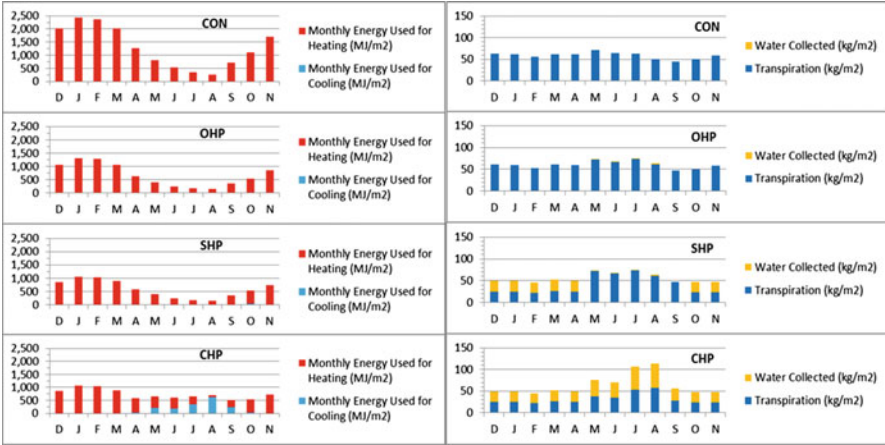 2,500
2,000
1,500
1,000
500
0
CON
Monthly Energy Used for
Heating (MJ/m2)
Monthly Energy Used for
Cooling (MJ/m2)
D J F M A M J J A S O N
2,500
2,000
1,500
1,000
500
0
OHP
Monthly Energy Used for
Heating (MJ/m2)
Monthly Energy Used for
Cooling (MJ/m2)
D J F M A M J J A S O N
2,500
2,000
1,500
1,000
500
0
SHP
Monthly Energy Used for
Heating (MJ/m2)
Monthly Energy Used for
Cooling (MJ/m2)
D J F M A M J J A S O N
2,500
2,000
1,500
1,000
500
0
CHP
Monthly Energy Used for
Heating (MJ/m2)
Monthly Energy Used for
Cooling (MJ/m2)
D J F M A M J J A S O N
150
100
50
0
CON
Water Collected (kg/m2)
Transpiration (kg/m2)
D J F M A M J J A S O N
150
100
50
0
OHP
Water Collected (kg/m2)
Transpiration (kg/m2)
D J F M A M J J A S O N
150
100
50
0
SHP
Water Collected (kg/m2)
Transpiration (kg/m2)
D J F M A M J J A S O N
150
100
50
0
CHP
Water Collected (kg/m2)
Transpiration (kg/m2)
D J F M A M J J A S O N